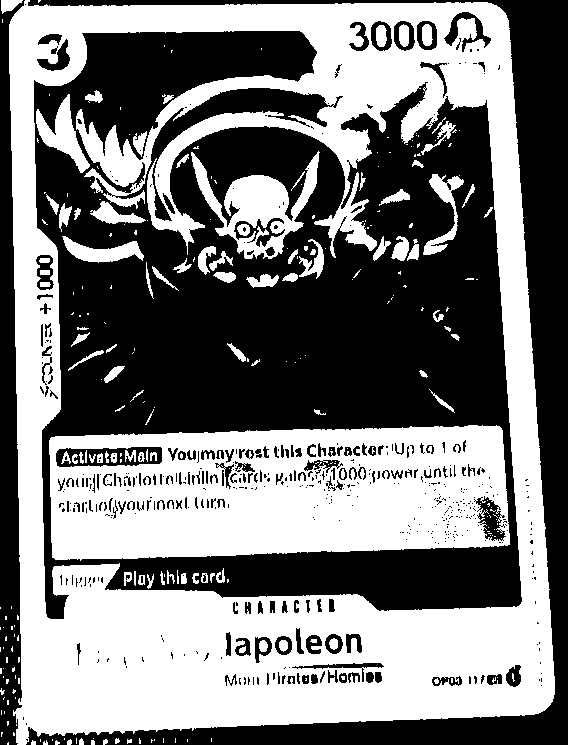 3
3000
COUNTER +1000
Activate:Main You may rest this Character: Up to 1 of
your [Charlotte Linlin] cards gains +1000 power until the
start of your next turn.
Trigger Play this card.
CHARACTER
Napoleon
Mom Pirates/Homies